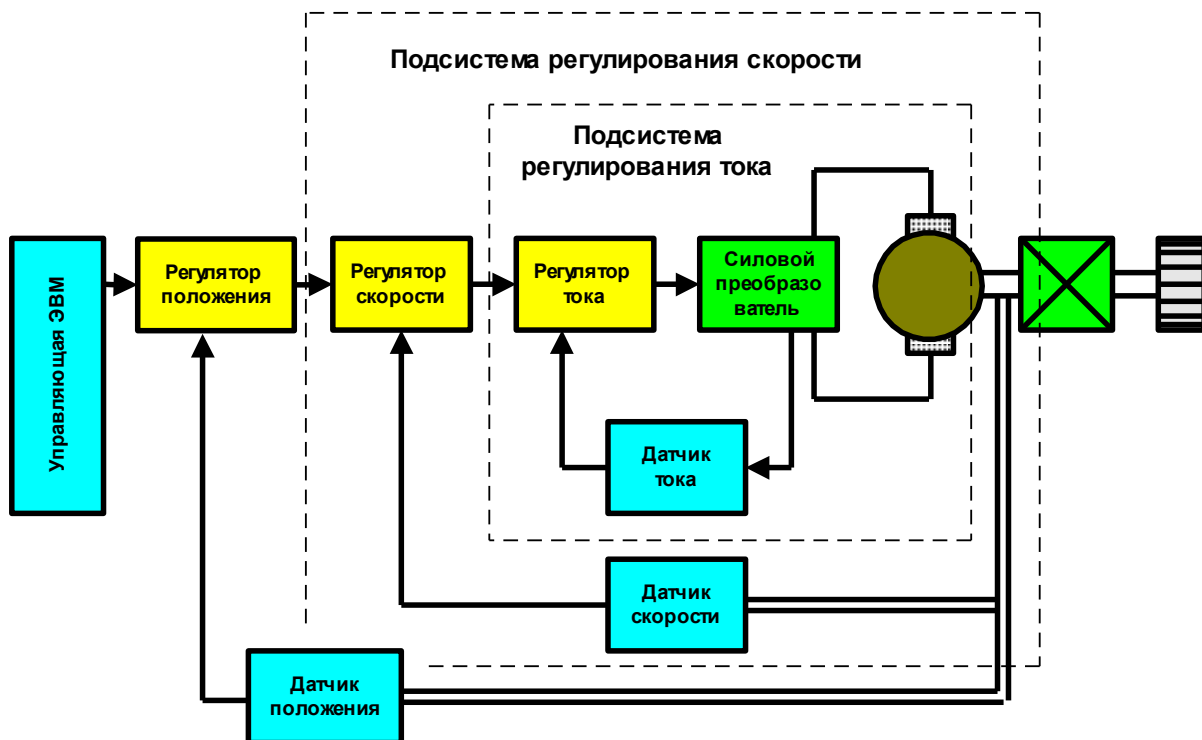 Подсистема регулирования скорости
Подсистема
регулирования тока
Управляющая ЭВМ
Регулятор
положения
Регулятор
скорости
Регулятор
тока
Силовой
преобразо
ватель
Датчик
тока
Датчик
скорости
Датчик
положения